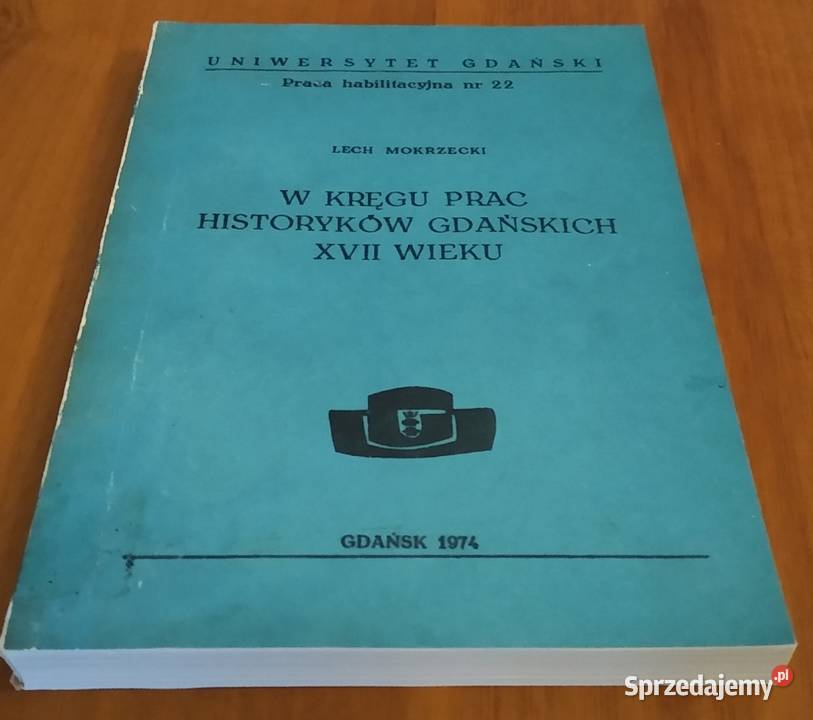 UNIWERSYTET GDAŃSKI
Praca habilitacyjna nr 22
LECH MOKRZECKI
W KRĘGU PRAC
HISTORYKÓW GDAŃSKICH
XVII WIEKU
GDAŃSK 1974
Sprzedajemy.pl